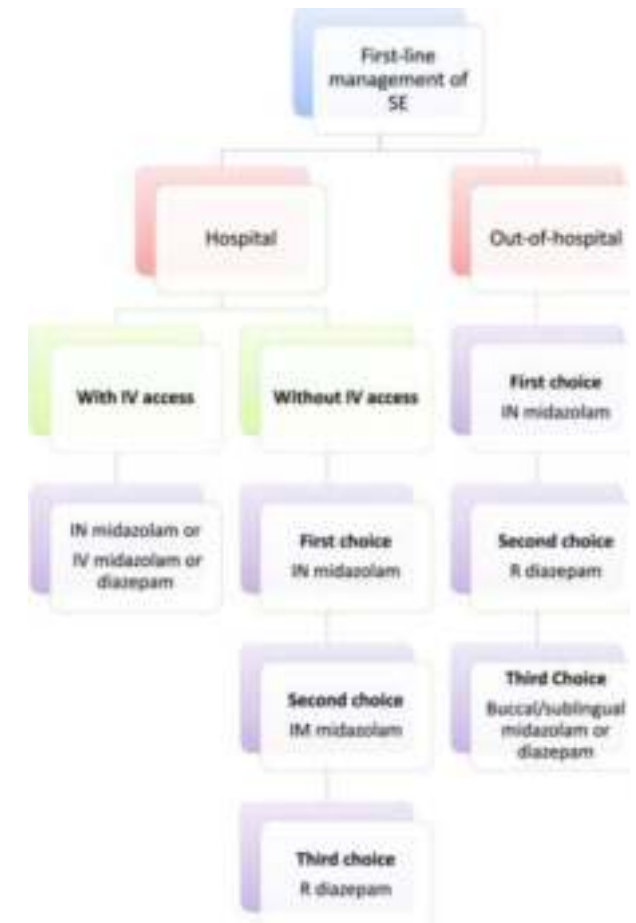 First-line
management of
SE
Hospital
Out-of-hospital
With IV access
Without IV access
First choice
IN midazolam
IN midazolam or
IV midazolam or
diazepam
First choice
IN midazolam
Second choice
R diazepam
Second choice
IM midazolam
Third Choice
Buccal/sublingual
midazolam or
diazepam
Third choice
R diazepam